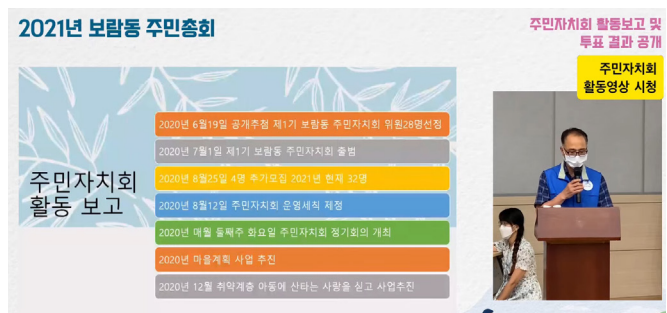 2021년 보람동 주민총회
주민자치회 활동보고 및
투표 결과 공개
주민자치회
활동영상 시청
주민자치회
활동 보고
2020년 6월19일 공개추첨 제1기 보람동 주민자치회 위원28명선정
2020년 7월1일 제1기 보람동 주민자치회 출범
2020년 8월25일 4명 추가모집 2021년 현재 32명
2020년 8월12일 주민자치회 운영세칙 제정
2020년 매월 둘째주 화요일 주민자치회 정기회의 개최
2020년 마을계획 사업 추진
2020년 12월 취약계층 아동에 산타는 사랑을 싣고 사업추진